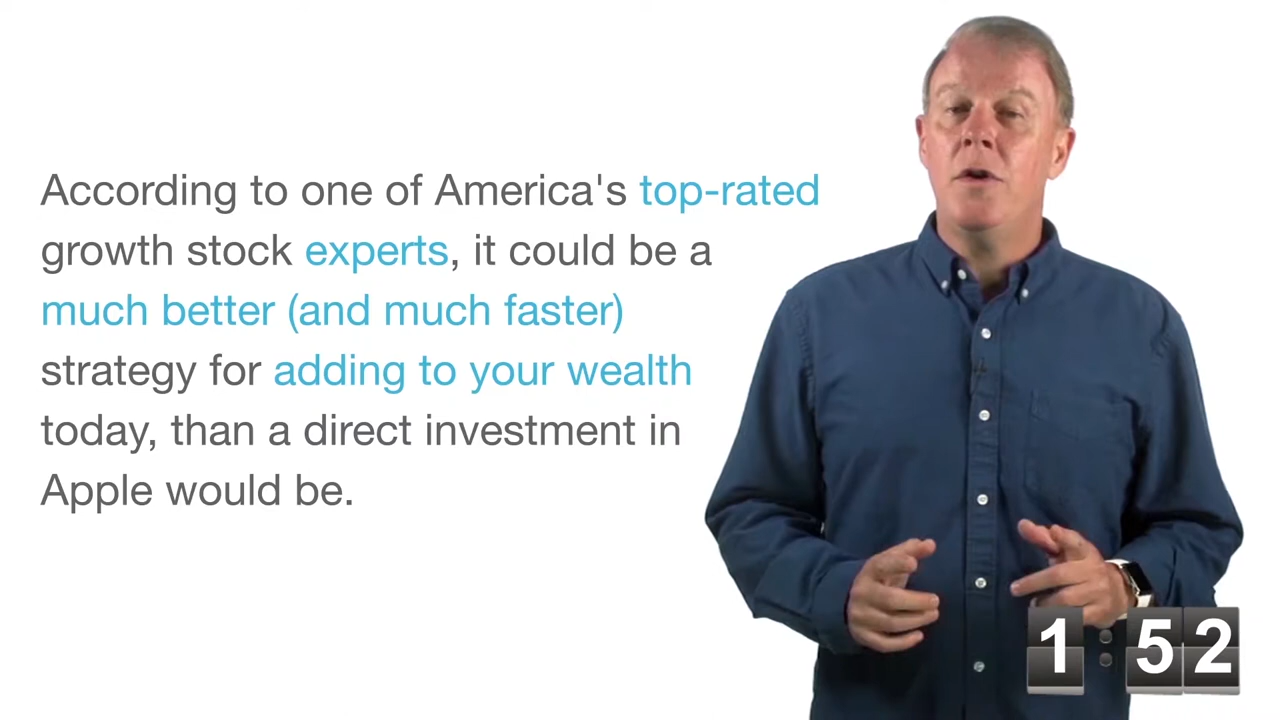 According to one of America's top-rated
growth stock experts, it could be a
much better (and much faster)
strategy for adding to your wealth
today, than a direct investment in
Apple would be.
1:52